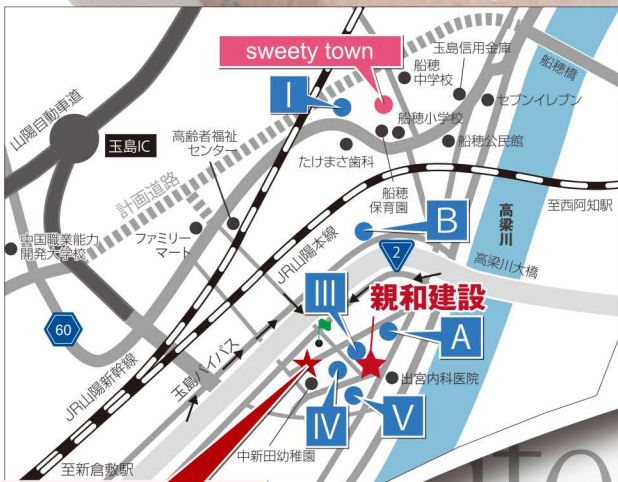 sweety town
玉島信用金庫
船穂
中学校
船穂橋
I
セブンイレブン
山陽自動車道
玉島IC
高齢者福祉
センター
船穂小学校
たけまさ歯科
船穂公民館
計画道路
船穂
保育園
至西阿知駅
高梁川
中国職業能力
開発大学校
ファミリー
マート
JR山陽本線
B
2
高梁川大橋
III
親和建設
60
A
JR山陽新幹線
玉島バイパス
出宮内科医院
IV
V
中新田幼稚園
至新倉敷駅